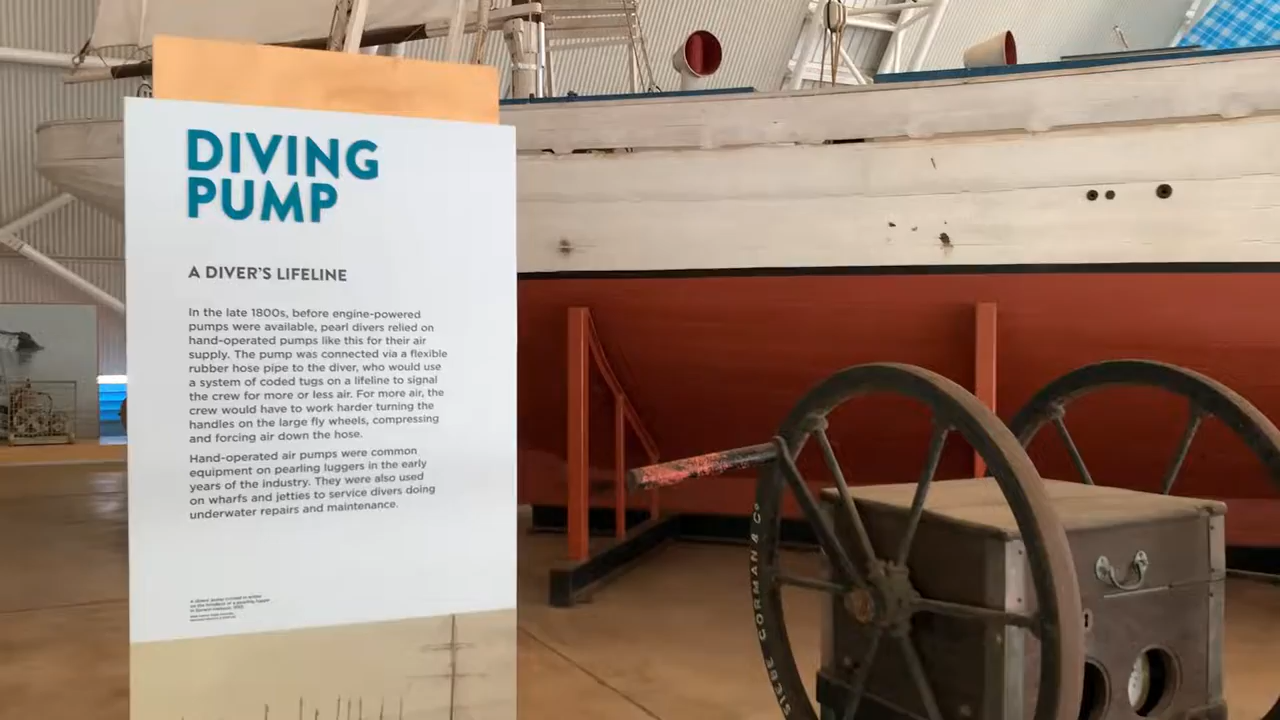 DIVING
PUMP
A DIVER'S LIFELINE
In the late 1800s, before engine-powered
pumps were available, pearl divers relied on
hand-operated pumps like this for their air
supply. The pump was connected via a flexible
rubber hose pipe to the diver, who would use
a system of coded tugs on a lifeline to signal
the crew for more or less air. For more air, the
crew would have to work harder turning the
handles on the large fly wheels, compressing
and forcing air down the hose.
Hand-operated air pumps were common
equipment on pearling luggers in the early
years of the industry. They were also used
on wharfs and jetties to service divers doing
underwater repairs and maintenance.
SIEBE GORMAN & Co